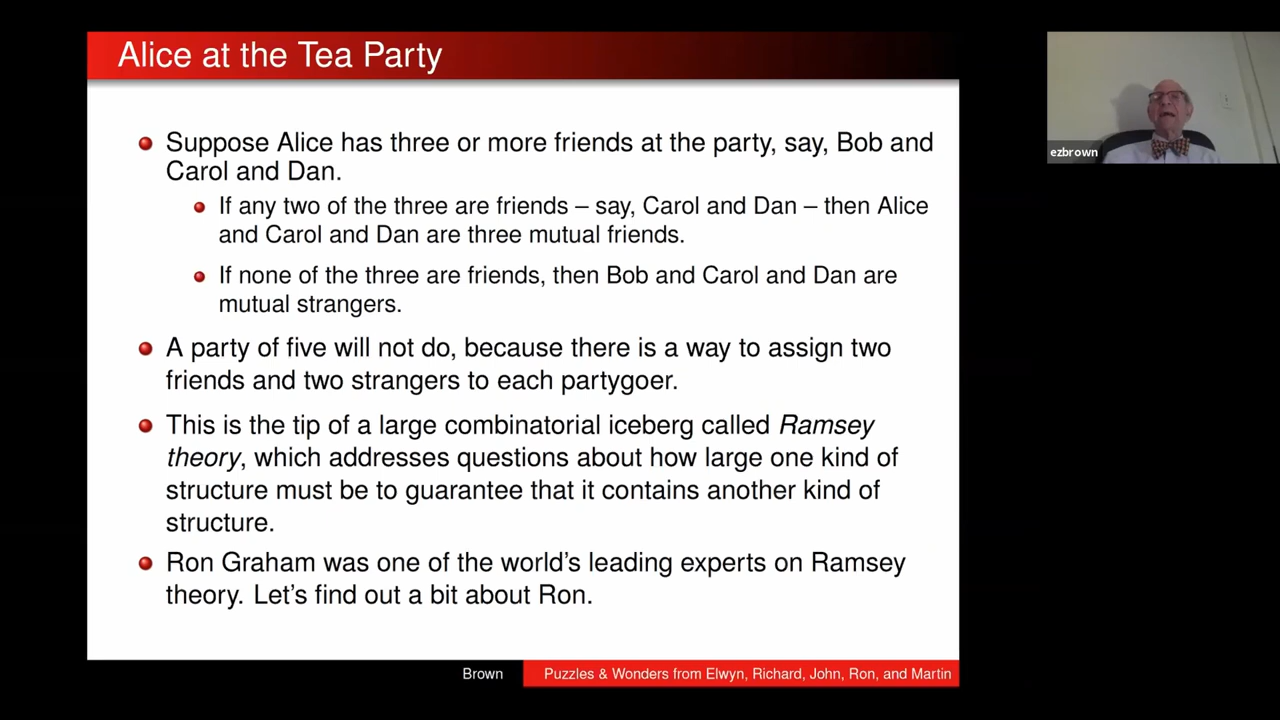 Alice at the Tea Party
Suppose Alice has three or more friends at the party, say, Bob and
Carol and Dan.
If any two of the three are friends – say, Carol and Dan – then Alice
and Carol and Dan are three mutual friends.
If none of the three are friends, then Bob and Carol and Dan are
mutual strangers.
A party of five will not do, because there is a way to assign two
friends and two strangers to each partygoer.
This is the tip of a large combinatorial iceberg called Ramsey
theory, which addresses questions about how large one kind of
structure must be to guarantee that it contains another kind of
structure.
Ron Graham was one of the world's leading experts on Ramsey
theory. Let's find out a bit about Ron.
Brown
Puzzles & Wonders from Elwyn, Richard, John, Ron, and Martin
ezbrown